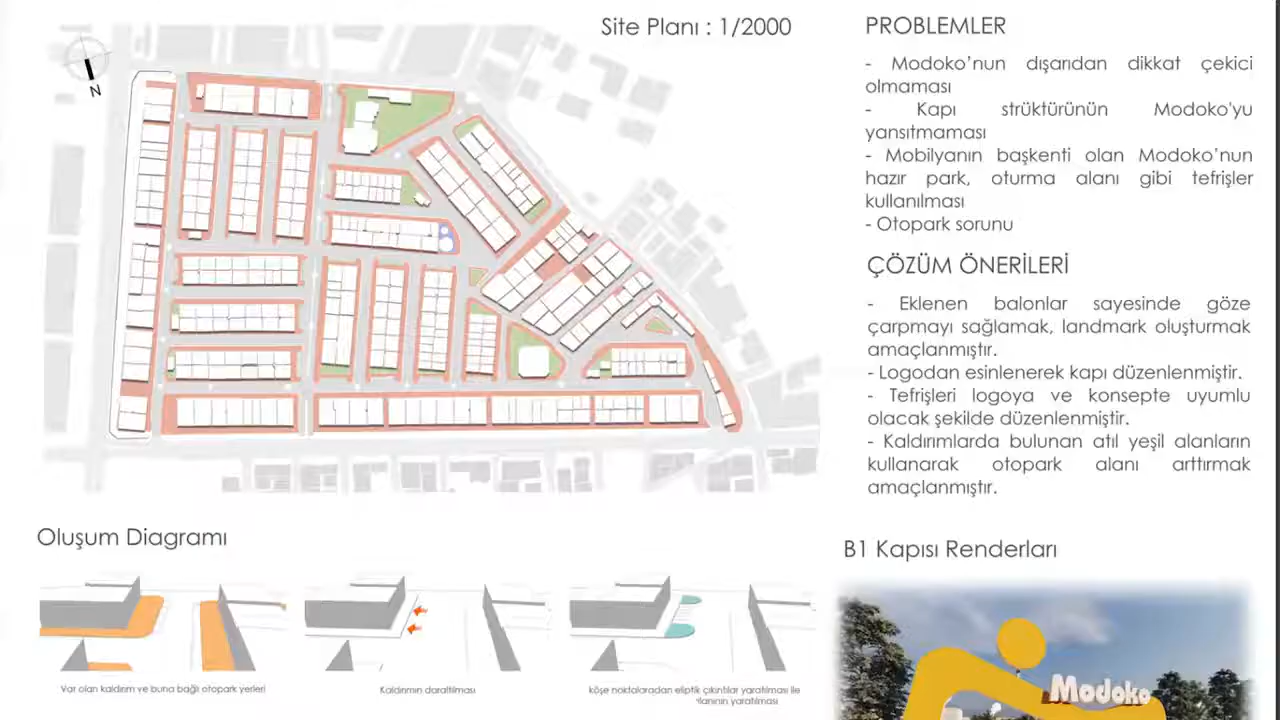 Site Planı : 1/2000
N
PROBLEMLER
- Modoko’nun dışarıdan dikkat çekici
olmaması
- Kapı strüktürünün Modoko'yu
yansıtmaması
- Mobilyanın başkenti olan Modoko’nun
hazır park, oturma alanı gibi tefrişler
kullanılması
- Otopark sorunu
ÇÖZÜM ÖNERİLERİ
- Eklenen balonlar sayesinde göze
çarpmayı sağlamak, landmark oluşturmak
amaçlanmıştır.
- Logodan esinlenerek kapı düzenlenmiştir.
- Tefrişleri logoya ve konsepte uyumlu
olacak şekilde düzenlenmiştir.
- Kaldırımlarda bulunan atıl yeşil alanların
kullanarak otopark alanı arttırmak
amaçlanmıştır.
Oluşum Diagramı
Var olan kaldırım ve buna bağlı otopark yerleri
Kaldırımın daraltılması
köşe noktalaradan eliptik çıkıntılar yaratılması ile
yaratılması
B1 Kapısı Renderları
Modoko